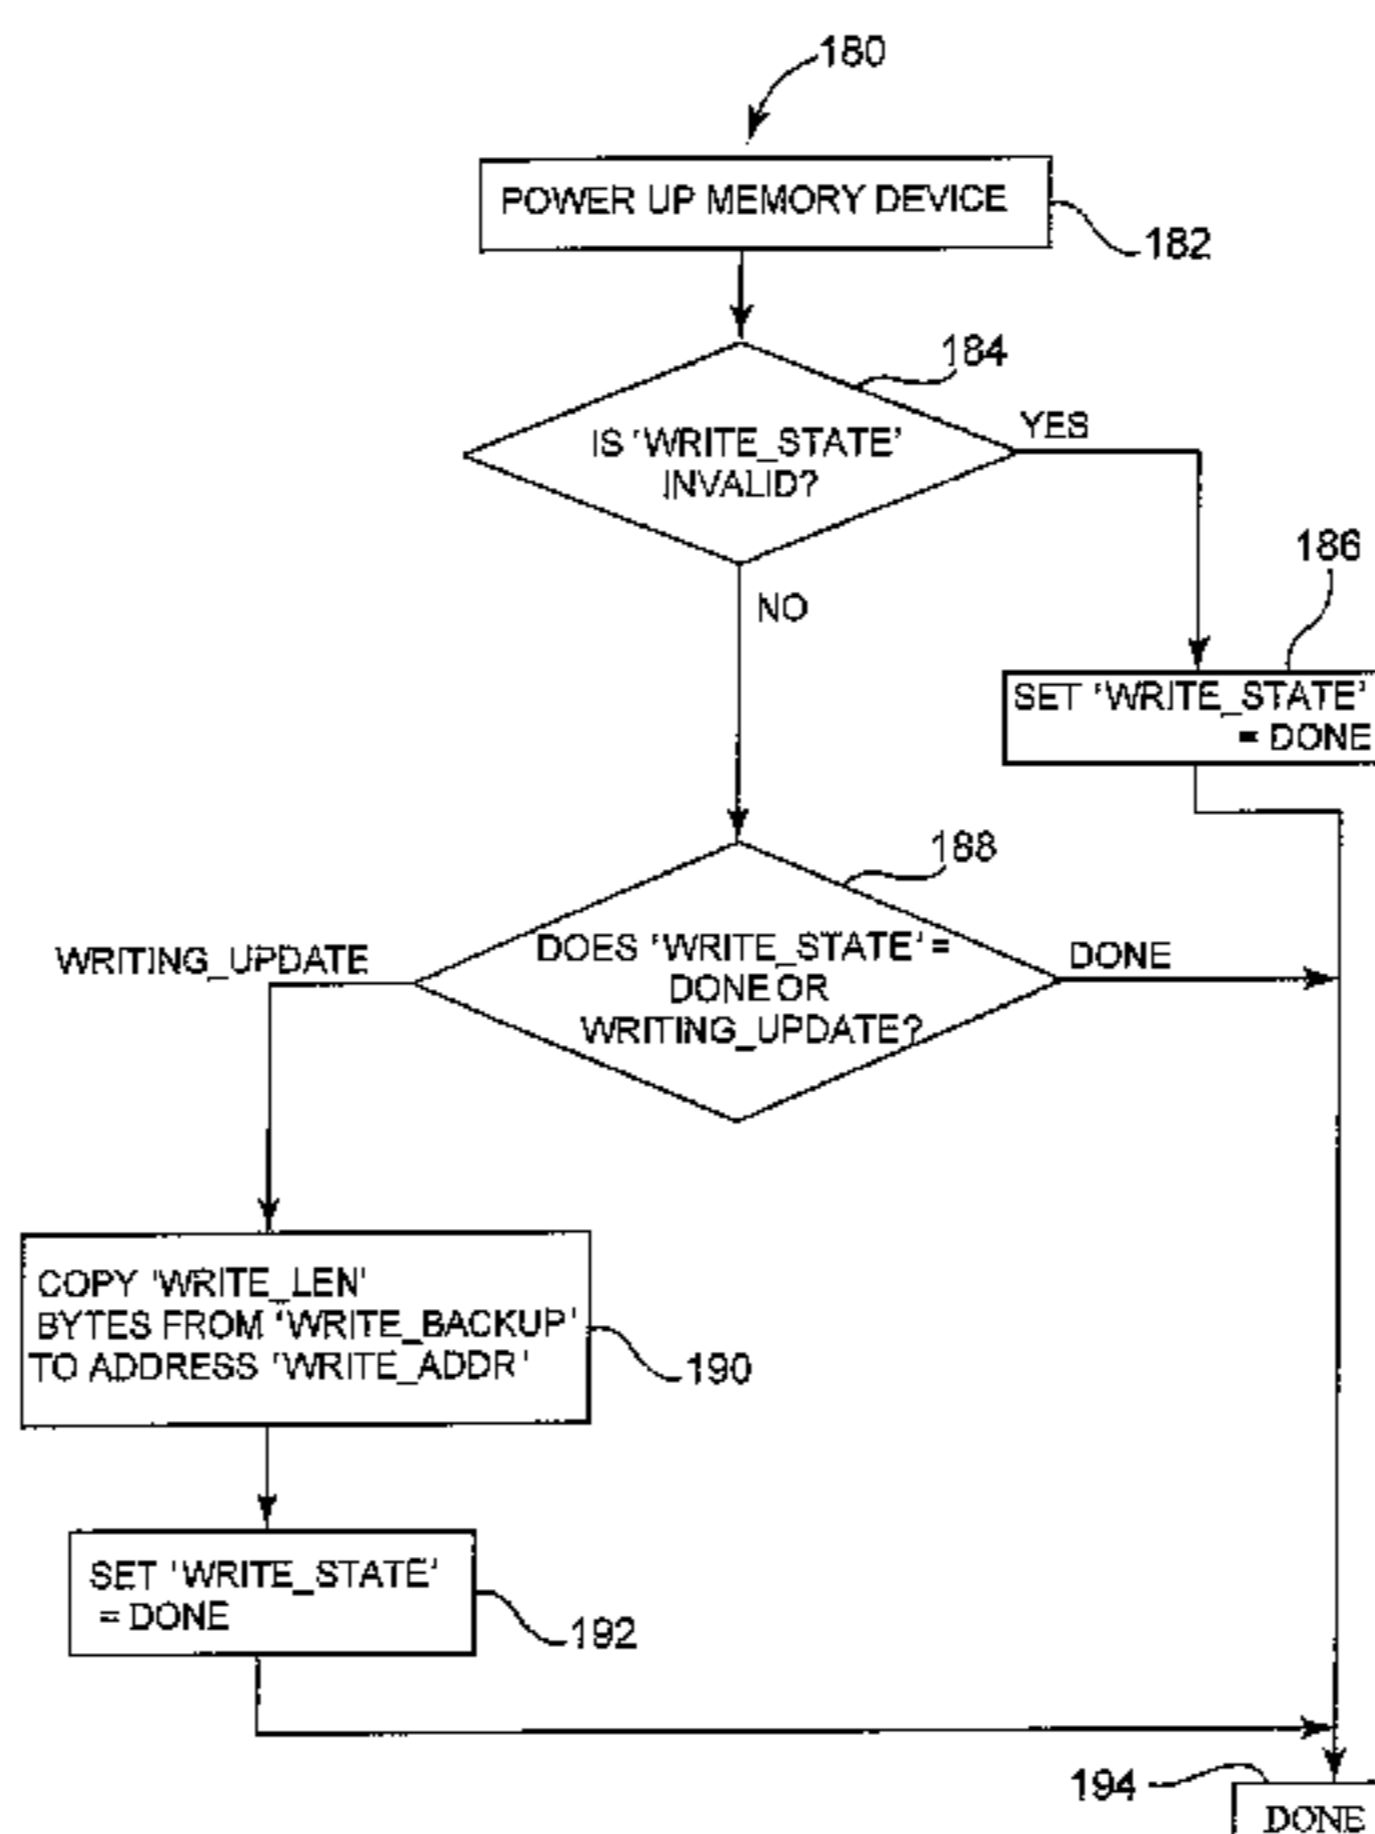 180
POWER UP MEMORY DEVICE
182
184
IS 'WRITE_STATE'
INVALID?
YES
NO
186
SET 'WRITE_STATE'
= DONE
188
DOES 'WRITE_STATE' =
DONE OR
WRITING_UPDATE?
WRITING_UPDATE
DONE
COPY 'WRITE_LEN'
BYTES FROM 'WRITE_BACKUP'
TO ADDRESS 'WRITE_ADDR'
190
SET 'WRITE_STATE'
= DONE
192
194
DONE